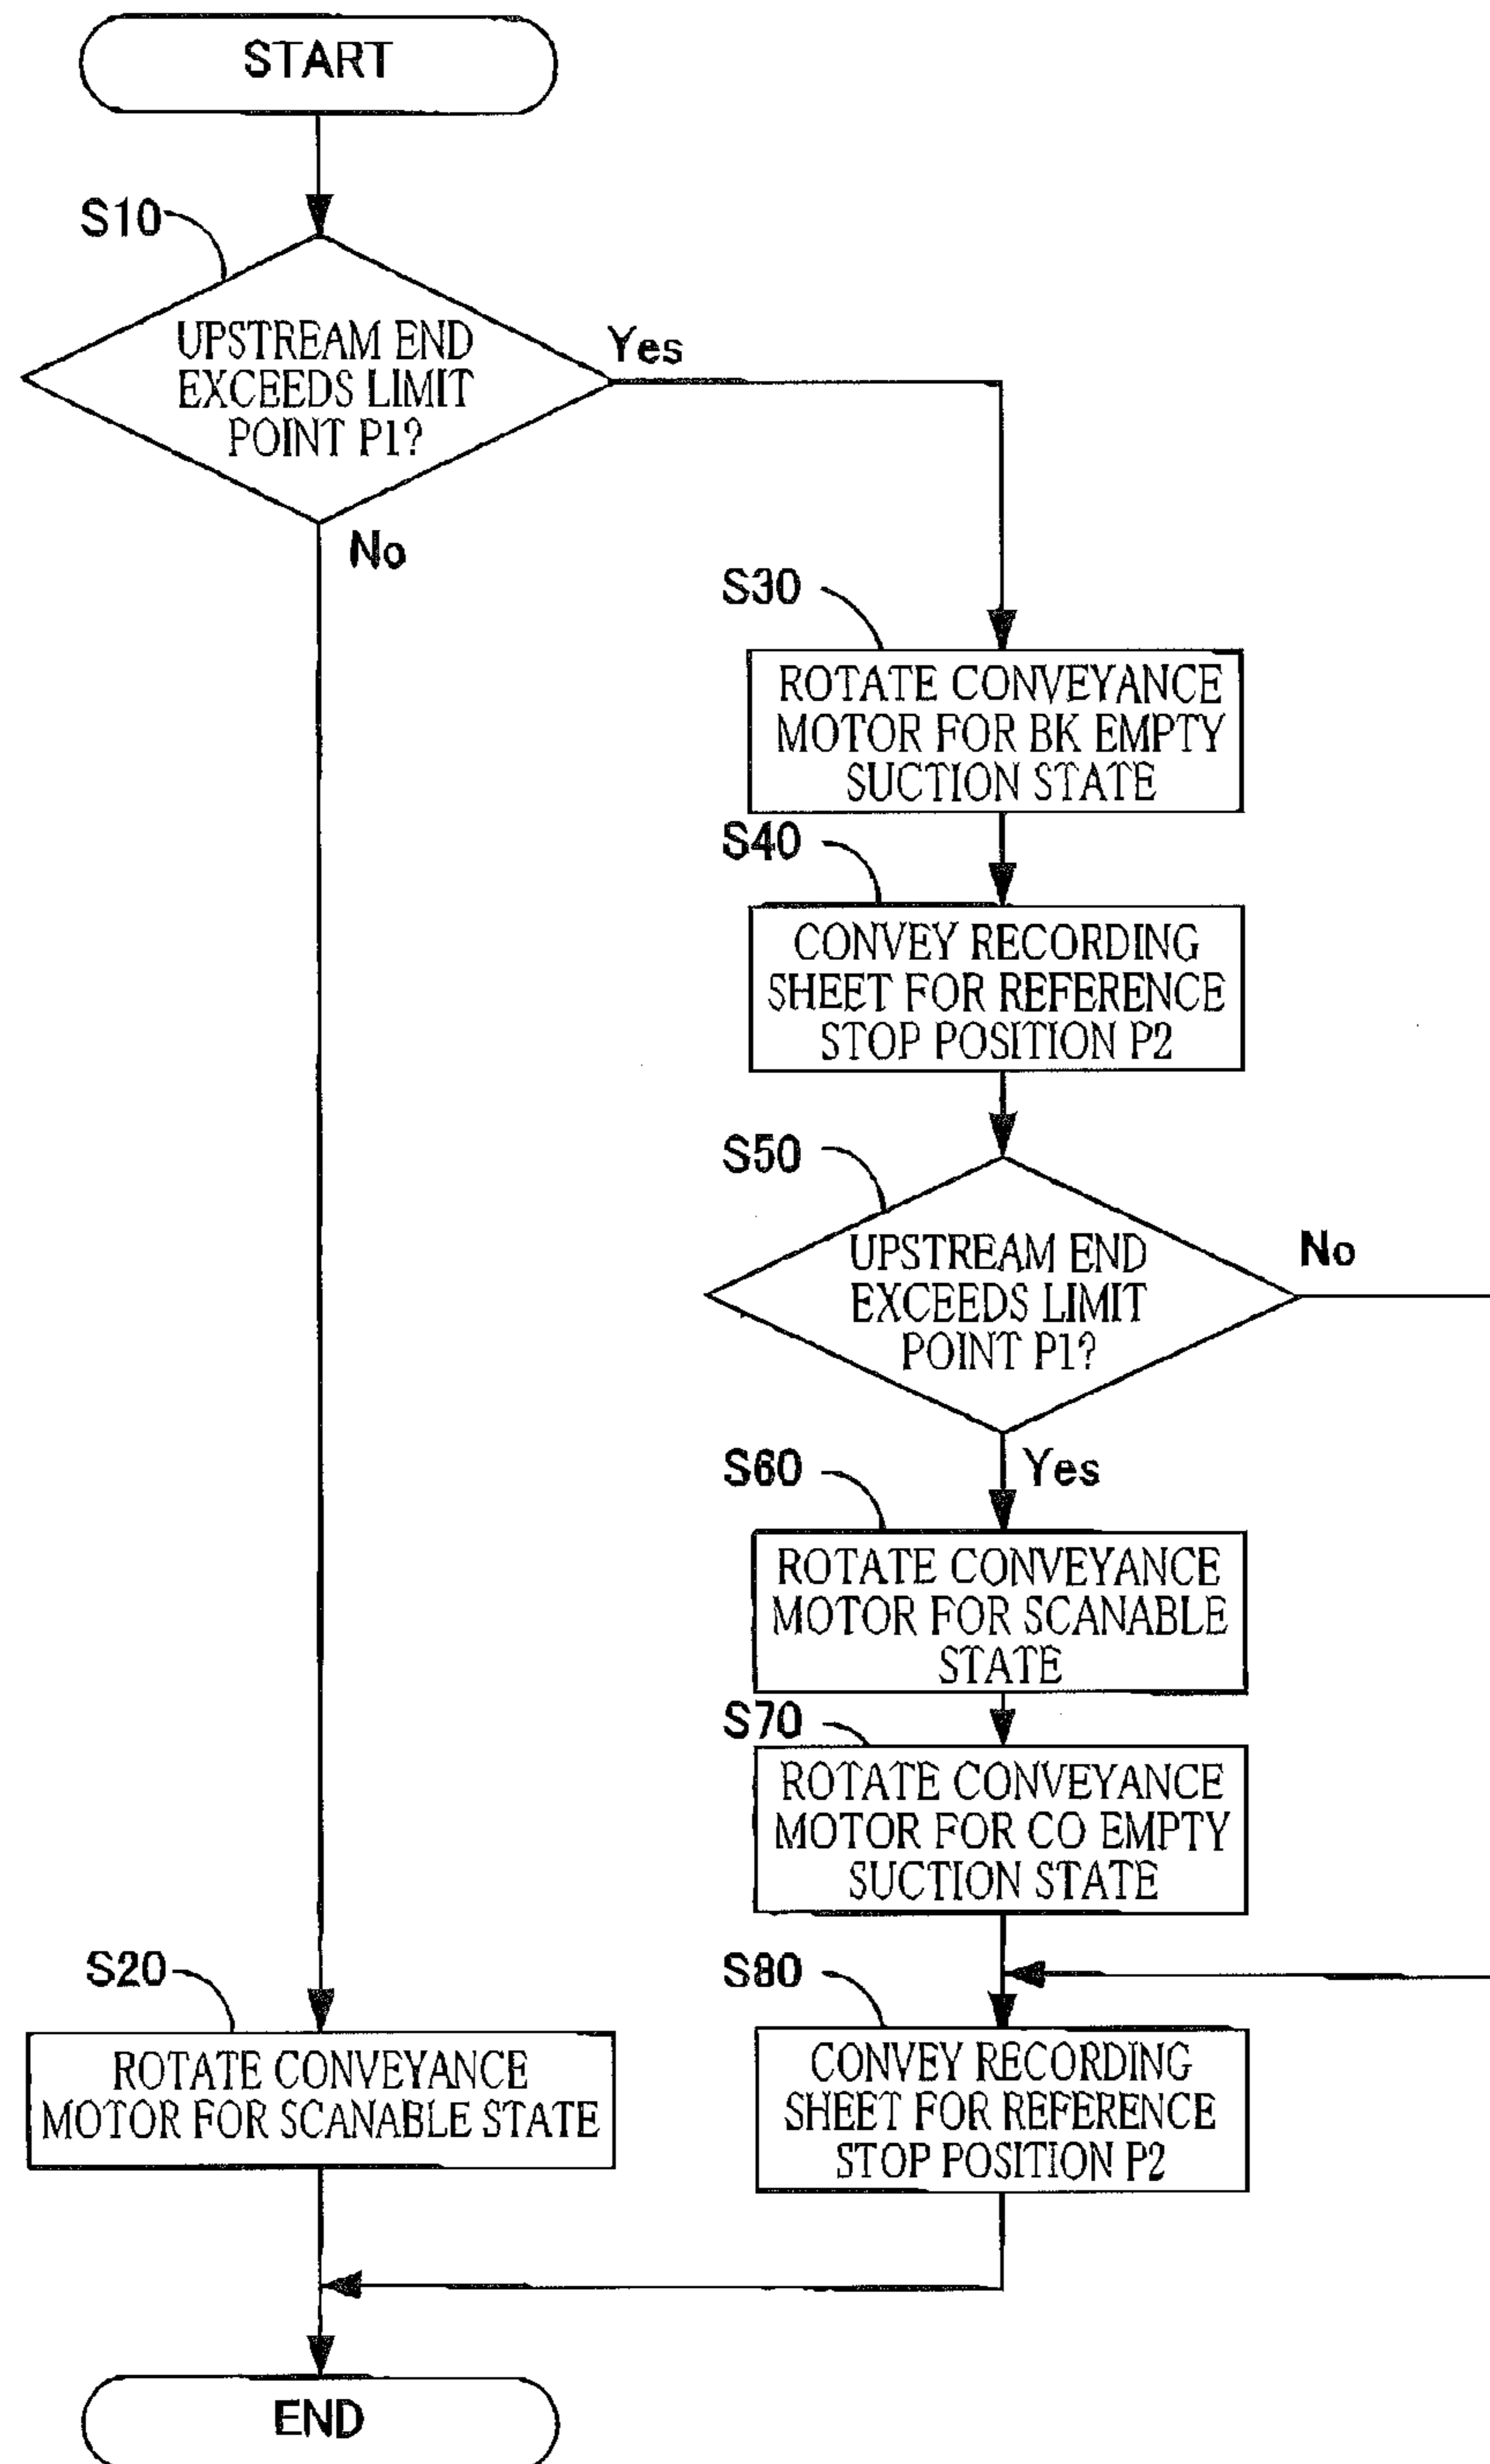 START
S10
UPSTREAM END
EXCEEDS LIMIT
POINT P1?
Yes
No
S30
ROTATE CONVEYANCE
MOTOR FOR BK EMPTY
SUCTION STATE
S40
CONVEY RECORDING
SHEET FOR REFERENCE
STOP POSITION P2
S50
UPSTREAM END
EXCEEDS LIMIT
POINT P1?
No
Yes
S60
ROTATE CONVEYANCE
MOTOR FOR SCANABLE
STATE
S70
ROTATE CONVEYANCE
MOTOR FOR CO EMPTY
SUCTION STATE
S20
ROTATE CONVEYANCE
MOTOR FOR SCANABLE STATE
S80
CONVEY RECORDING
SHEET FOR REFERENCE
STOP POSITION P2
END